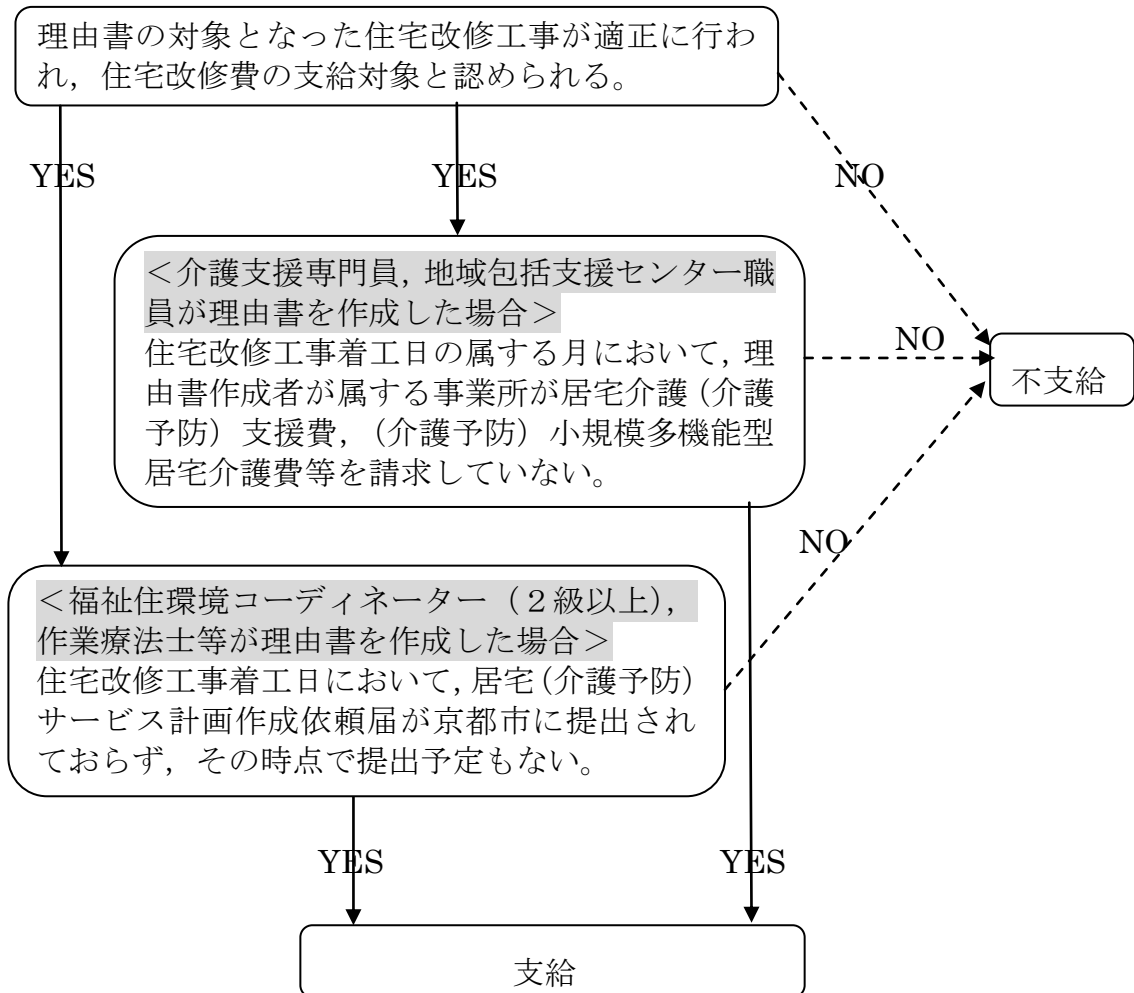 理由書の対象となった住宅改修工事が適正に行わ
れ，住宅改修費の支給対象と認められる。
YES
YES
NO
＜介護支援専門員，地域包括支援センター職
員が理由書を作成した場合＞
住宅改修工事着工日の属する月において，理
由書作成者が属する事業所が居宅介護（介護
予防）支援費，（介護予防）小規模多機能型
居宅介護費等を請求していない。
NO
不支給
NO
＜福祉住環境コーディネーター（２級以上），
作業療法士等が理由書を作成した場合＞
住宅改修工事着工日において，居宅（介護予防）
サービス計画作成依頼届が京都市に提出され
ておらず，その時点で提出予定もない。
YES
YES
支給